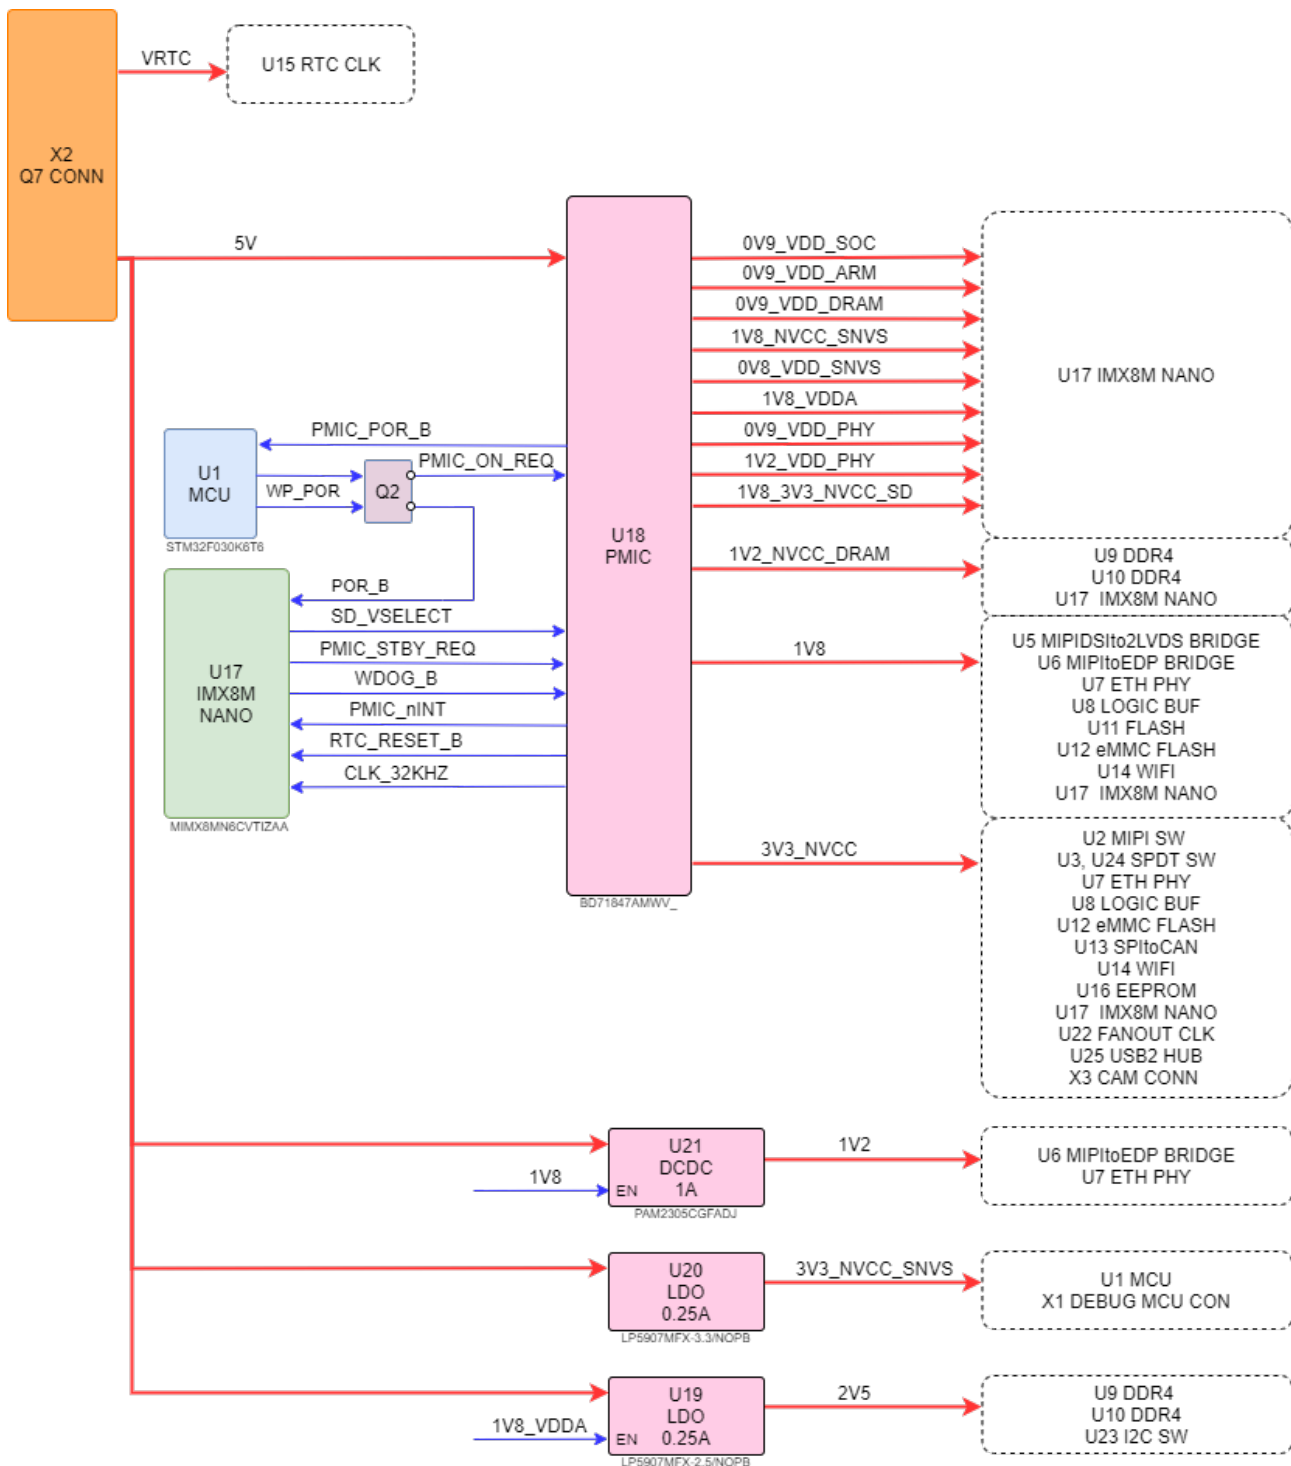 VRTC
U15 RTC CLK
X2
Q7 CONN
5V
0V9_VDD_SOC
0V9_VDD_ARM
0V9_VDD_DRAM
1V8_NVCC_SNVS
0V8_VDD_SNVS
1V8_VDDA
0V9_VDD_PHY
1V2_VDD_PHY
1V8_3V3_NVCC_SD
U17 IMX8M NANO
PMIC_POR_B
PMIC_ON_REQ
U1
MCU
WP_POR
Q2
STM32F030K6T6
U18
PMIC
1V2_NVCC_DRAM
U9 DDR4
U10 DDR4
U17 IMX8M NANO
POR_B
SD_VSELECT
PMIC_STBY_REQ
WDOG_B
PMIC_nINT
RTC_RESET_B
CLK_32KHZ
U17
IMX8M
NANO
MIMX8MN6CVTIZAA
1V8
U5 MIPIDSIto2LVDS BRIDGE
U6 MIPItoEDP BRIDGE
U7 ETH PHY
U8 LOGIC BUF
U11 FLASH
U12 eMMC FLASH
U14 WIFI
U17 IMX8M NANO
3V3_NVCC
BD71847AMWV_
U2 MIPI SW
U3, U24 SPDT SW
U7 ETH PHY
U8 LOGIC BUF
U12 eMMC FLASH
U13 SPItoCAN
U14 WIFI
U16 EEPROM
U17 IMX8M NANO
U22 FANOUT CLK
U25 USB2 HUB
X3 CAM CONN
1V8
U21
DCDC
EN 1A
PAM2305CGFADJ
1V2
U6 MIPItoEDP BRIDGE
U7 ETH PHY
U20
LDO
0.25A
LP5907MFX-3.3/NOPB
3V3_NVCC_SNVS
U1 MCU
X1 DEBUG MCU CON
1V8_VDDA
U19
LDO
EN 0.25A
LP5907MFX-2.5/NOPB
2V5
U9 DDR4
U10 DDR4
U23 I2C SW